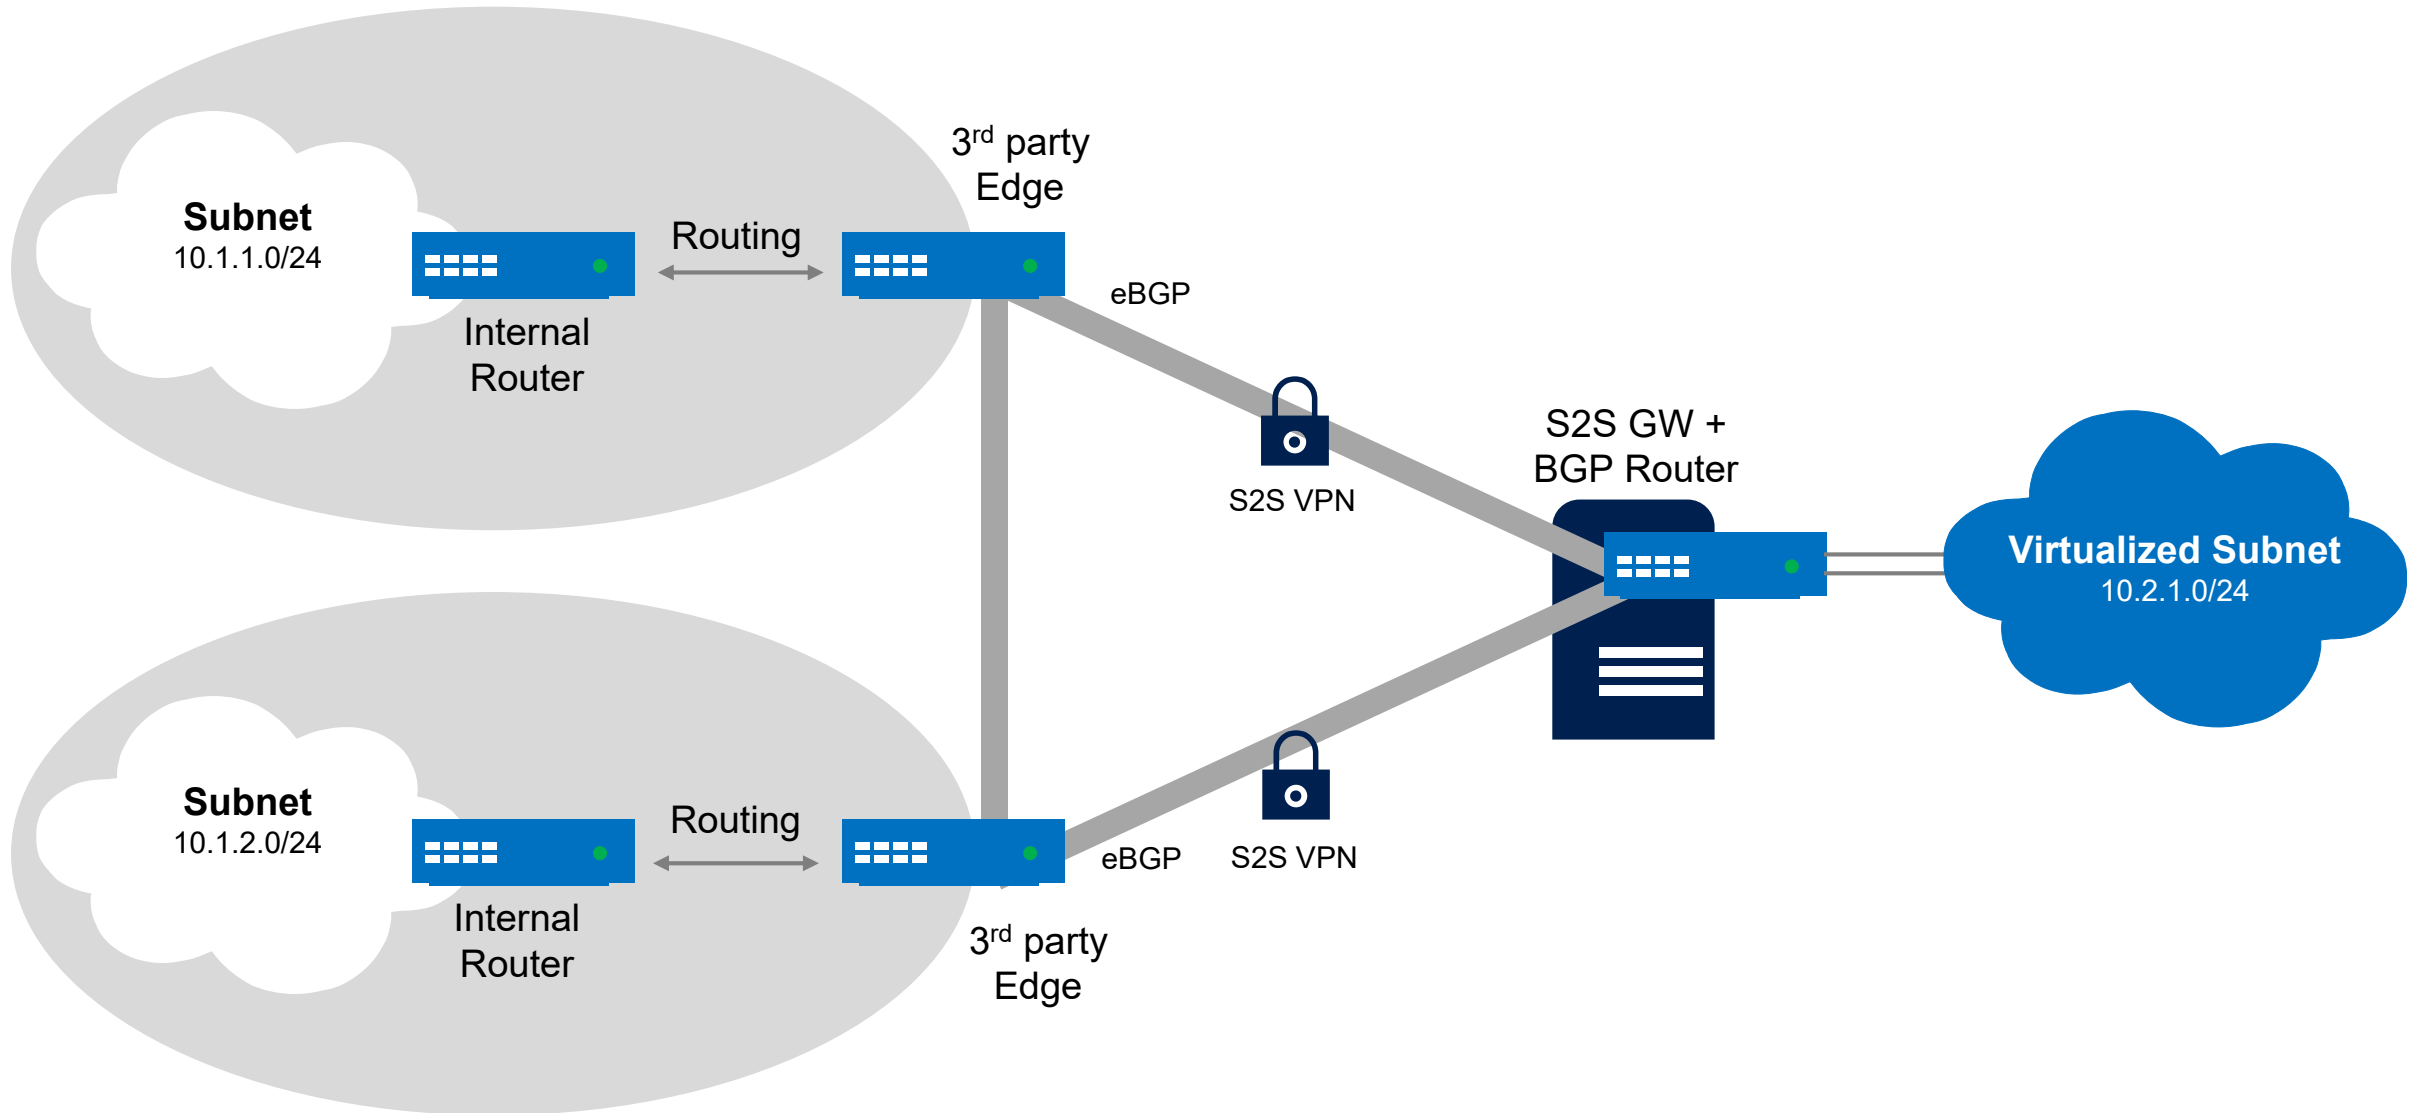 3rd party
Edge
Subnet
10.1.1.0/24
Routing
Internal
Router
eBGP
S2S VPN
S2S GW +
BGP Router
Virtualized Subnet
10.2.1.0/24
Subnet
10.1.2.0/24
Routing
Internal
Router
eBGP
S2S VPN
3rd party
Edge